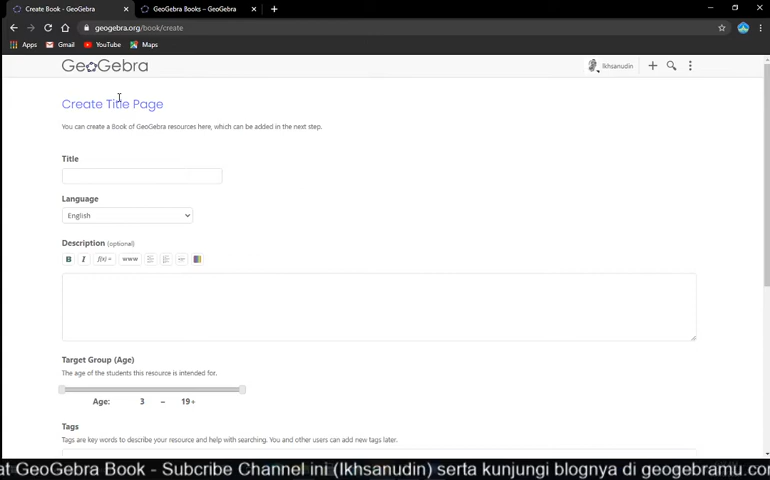 Create Book - GeoGebra
GeoGebra Books – GeoGebra
geogebra.org/book/create
Apps Gmail YouTube Maps
GeoGebra
Ikhsanudin
Create Title Page
You can create a Book of GeoGebra resources here, which can be added in the next step.
Title
Language
English
Description (optional)
B I f(x) www
Target Group (Age)
The age of the students this resource is intended for.
Age: 3 – 19+
Tags
Tags are key words to describe your resource and help with searching. You and other users can add new tags later.
at GeoGebra Book - Subcribe Channel ini (Ikhsanudin) serta kunjungi blognya di geogebramu.co